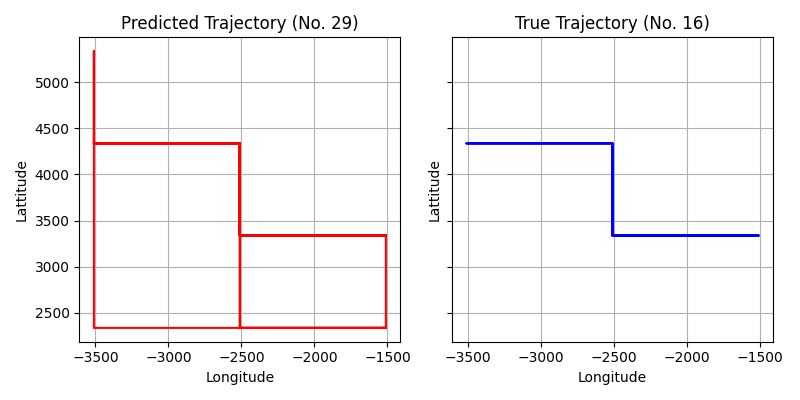 Predicted Trajectory (No. 29)
True Trajectory (No. 16)
5000
4500
4000
3500
3000
2500
Lattitude
Lattitude
−3500 −3000 −2500 −2000 −1500
−3500 −3000 −2500 −2000 −1500
Longitude
Longitude